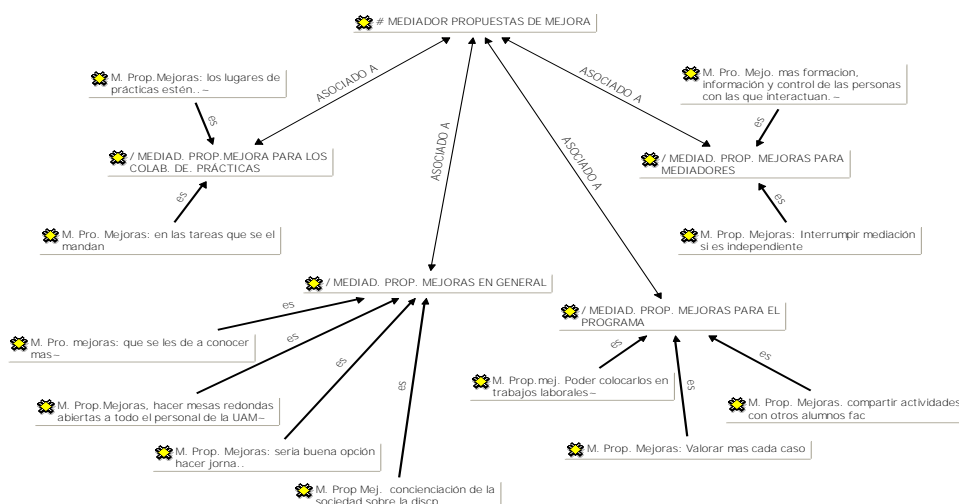 # MEDIADOR PROPUESTAS DE MEJORA
M. Prop.Mejoras: los lugares de
prácticas estén.. ~
M. Pro. Mejo. mas formacion,
información y control de las personas
con las que interactuan. ~
ASOCIADO A
ASOCIADO A
ASOCIADO A
ASOCIADO A
es
es
/ MEDIAD. PROP.MEJORA PARA LOS
COLAB. DE. PRÁCTICAS
/ MEDIAD. PROP. MEJORAS PARA
MEDIADORES
es
es
M. Pro. Mejoras: en las tareas que se el
mandan
M. Prop. Mejoras: Interrumpir mediación
si es independiente
/ MEDIAD. PROP. MEJORAS EN GENERAL
/ MEDIAD. PROP. MEJORAS PARA EL
PROGRAMA
es
es
es
es
es
es
es
M. Pro. mejoras: que se les de a conocer
mas~
M. Prop.mej. Poder colocarlos en
trabajos laborales~
M. Prop.Mejoras, hacer mesas redondas
abiertas a todo el personal de la UAM~
M. Prop. Mejoras. compartir actividades
con otros alumnos fac
M. Prop. Mejoras: seria buena opción
hacer jorna..
M. Prop. Mejoras: Valorar mas cada caso
M. Prop Mej. concienciación de la
sociedad sobre la discp